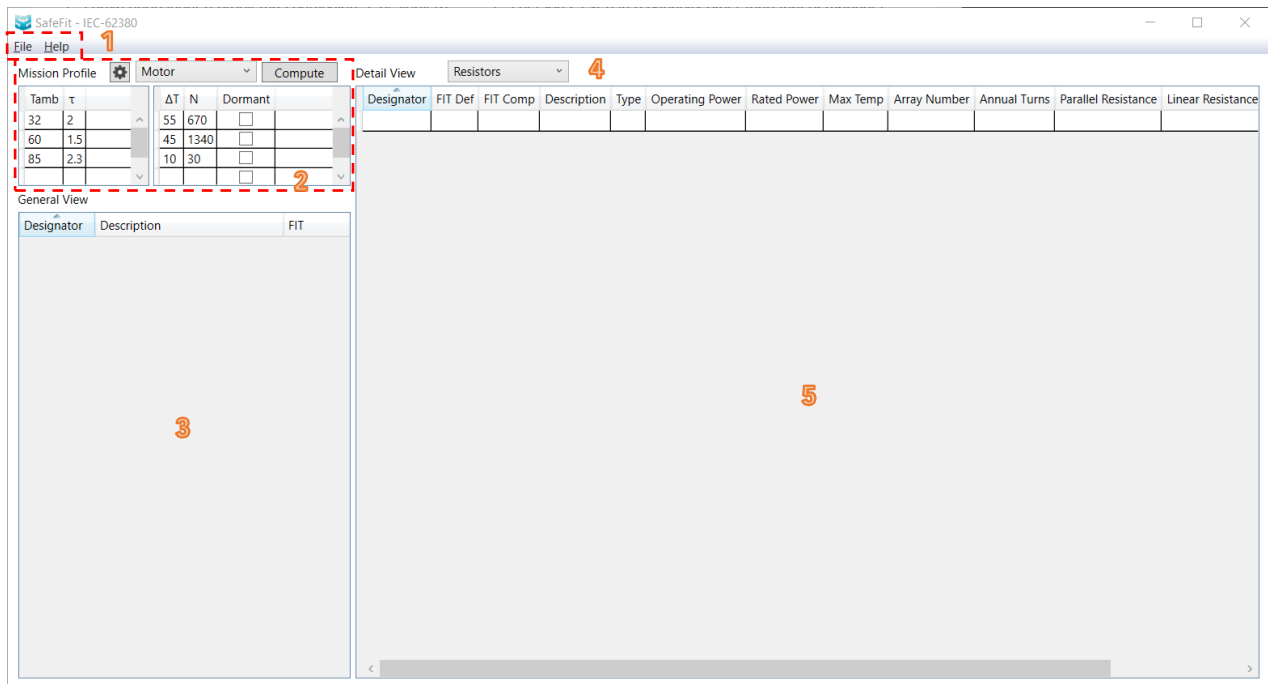 SafeFit - IEC-62380
File Help 1
Mission Profile Motor Compute Detail View Resistors 4
Tamb τ
32 2
60 1.5
85 2.3
ΔT N Dormant
55 670
45 1340
10 30
2
Designator FIT Def FIT Comp Description Type Operating Power Rated Power Max Temp Array Number Annual Turns Parallel Resistance Linear Resistance
General View
Designator Description FIT
3
5